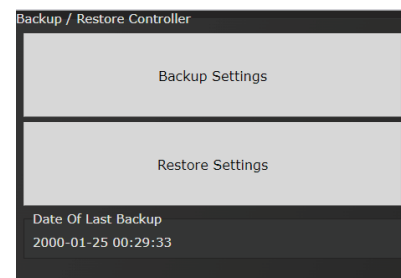 Backup / Restore Controller
Backup Settings
Restore Settings
Date Of Last Backup
2000-01-25 00:29:33